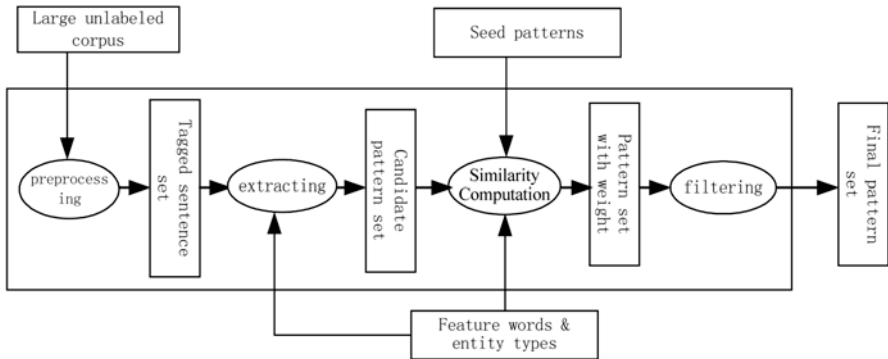 Large unlabeled
corpus
Seed patterns
preprocess
ing
Tagged sentence
set
extracting
Candidate
pattern set
Similarity
Computation
Pattern set
with weight
filtering
Final pattern
set
Feature words &
entity types